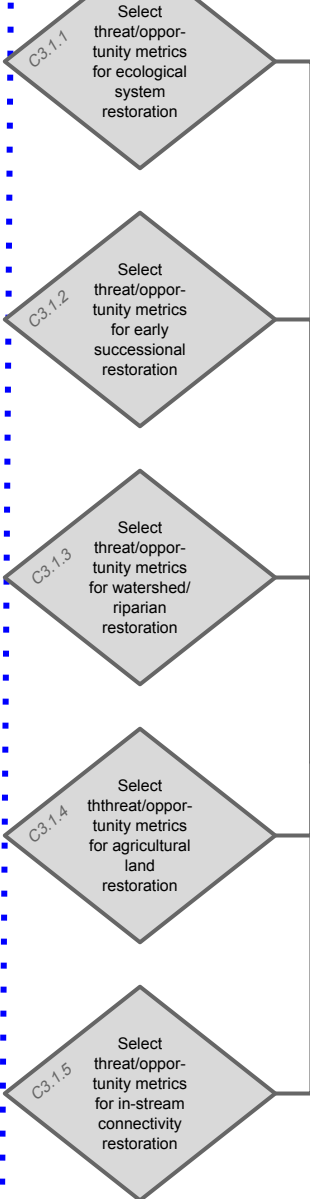 Select
threat/oppor-
tunity metrics
for ecological
system
restoration
C3.1.1
Select
threat/oppor-
tunity metrics
for early
successional
restoration
C3.1.2
Select
threat/oppor-
tunity metrics
for watershed/
riparian
restoration
C3.1.3
Select
ththreat/oppor-
tunity metrics
for agricultural
land
restoration
C3.1.4
Select
threat/oppor-
tunity metrics
for in-stream
connectivity
restoration
C3.1.5